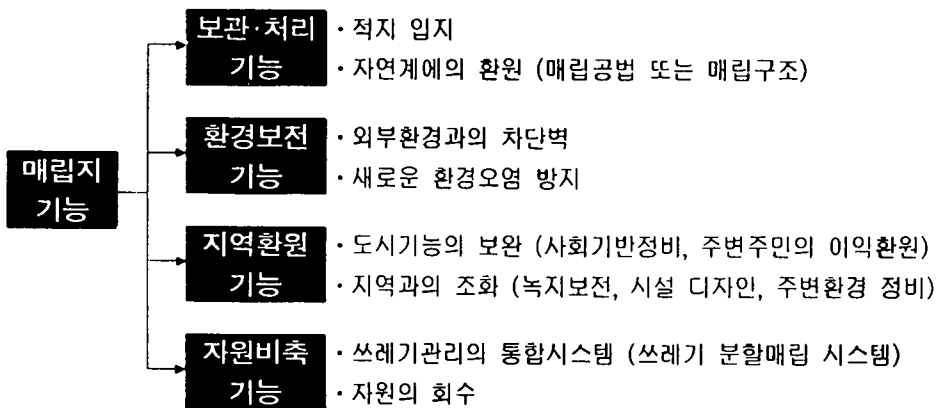 매립지
기능
보관·처리
기능
· 적지 입지
· 자연계에의 환원 (매립공법 또는 매립구조)
환경보전
기능
· 외부환경과의 차단벽
· 새로운 환경오염 방지
지역환원
기능
· 도시기능의 보완 (사회기반정비, 주변주민의 이익환원)
· 지역과의 조화 (녹지보전, 시설 디자인, 주변환경 정비)
자원비축
기능
· 쓰레기관리의 통합시스템 (쓰레기 분할매립 시스템)
· 자원의 회수